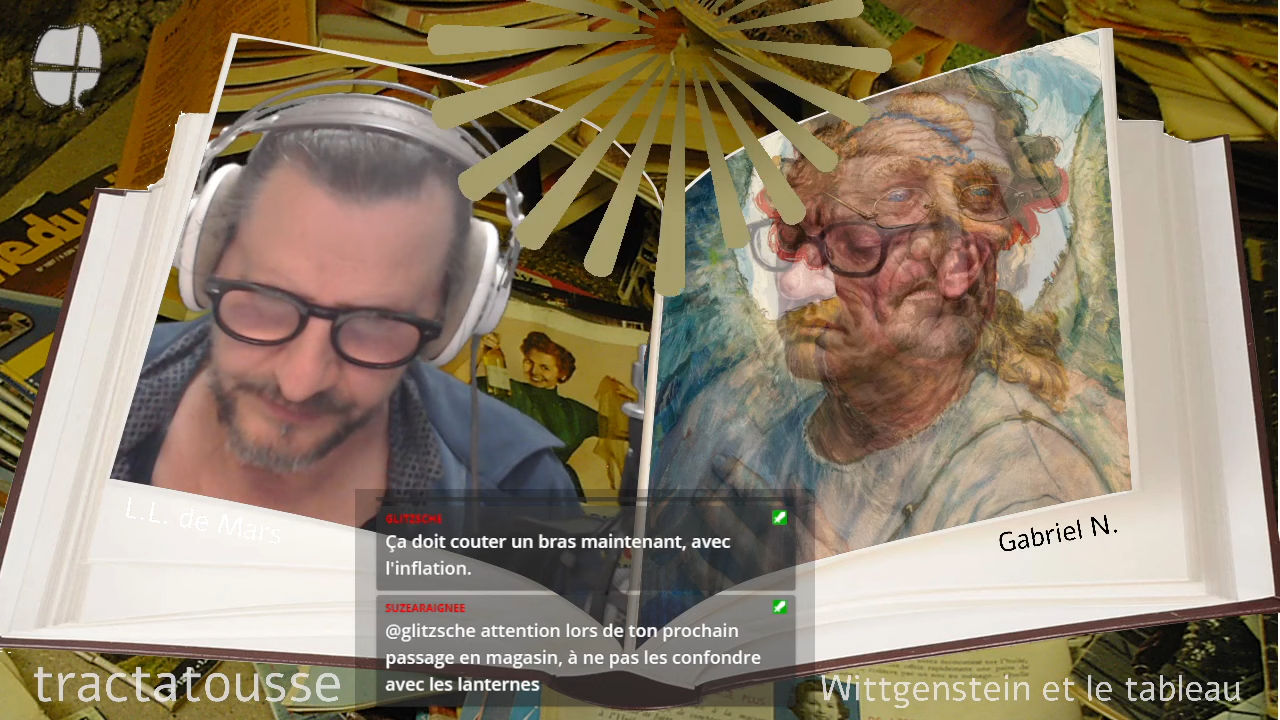 L.L. de Mars
Gabriel N.
GLITZSCHE
Ça doit couter un bras maintenant, avec
l'inflation.
SUZEARAIGNEE
@glitzsche attention lors de ton prochain
passage en magasin, à ne pas les confondre
avec les lanternes
tractatousse
Wittgenstein et le tableau